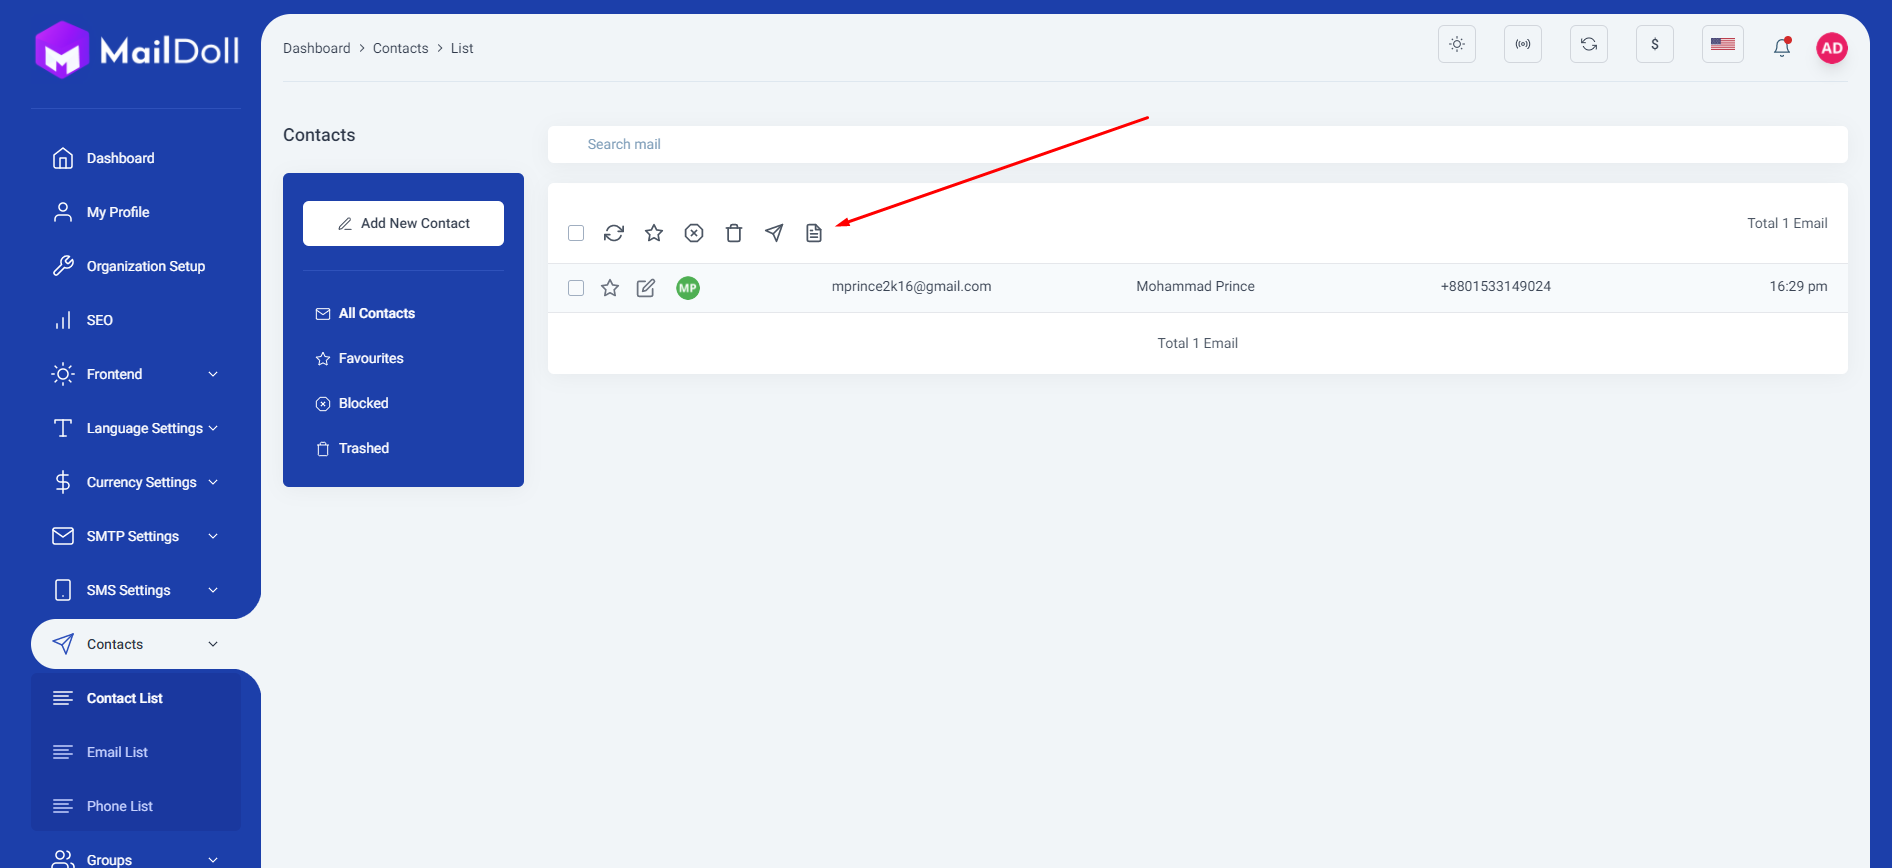 MailDoll
Dashboard > Contacts > List
$
AD
Dashboard
My Profile
Organization Setup
SEO
Frontend
Language Settings
Currency Settings
SMTP Settings
SMS Settings
Contacts
Contact List
Email List
Phone List
Groups
Contacts
Add New Contact
All Contacts
Favourites
Blocked
Trashed
Search mail
Total 1 Email
MP mprince2k16@gmail.com Mohammad Prince +8801533149024 16:29 pm
Total 1 Email